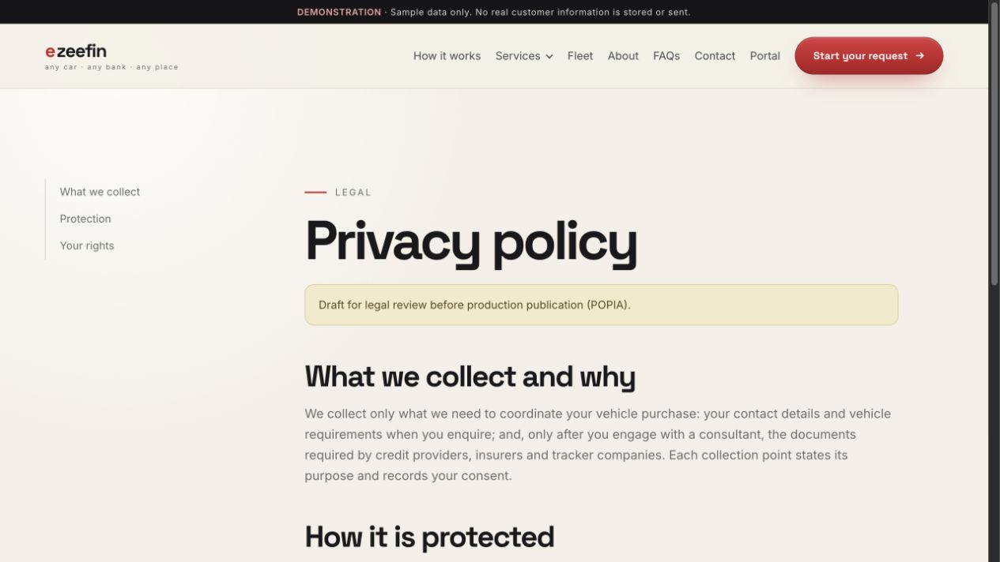 DEMONSTRATION · Sample data only. No real customer information is stored or sent.
ezeefin
any car · any bank · any place
How it works Services Fleet About FAQs Contact Portal Start your request →
What we collect
Protection
Your rights
LEGAL
Privacy policy
Draft for legal review before production publication (POPIA).
What we collect and why
We collect only what we need to coordinate your vehicle purchase: your contact details and vehicle
requirements when you enquire; and, only after you engage with a consultant, the documents
required by credit providers, insurers and tracker companies. Each collection point states its
purpose and records your consent.
How it is protected